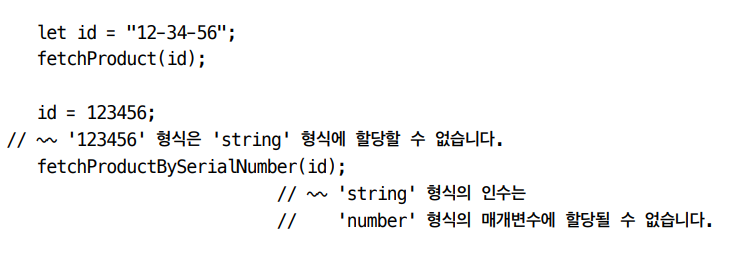 let id = "12-34-56";
fetchProduct(id);
id = 123456;
// ~~ '123456' 형식은 'string' 형식에 할당할 수 없습니다.
fetchProductBySerialNumber(id);
// ~~ 'string' 형식의 인수는
// 'number' 형식의 매개변수에 할당될 수 없습니다.